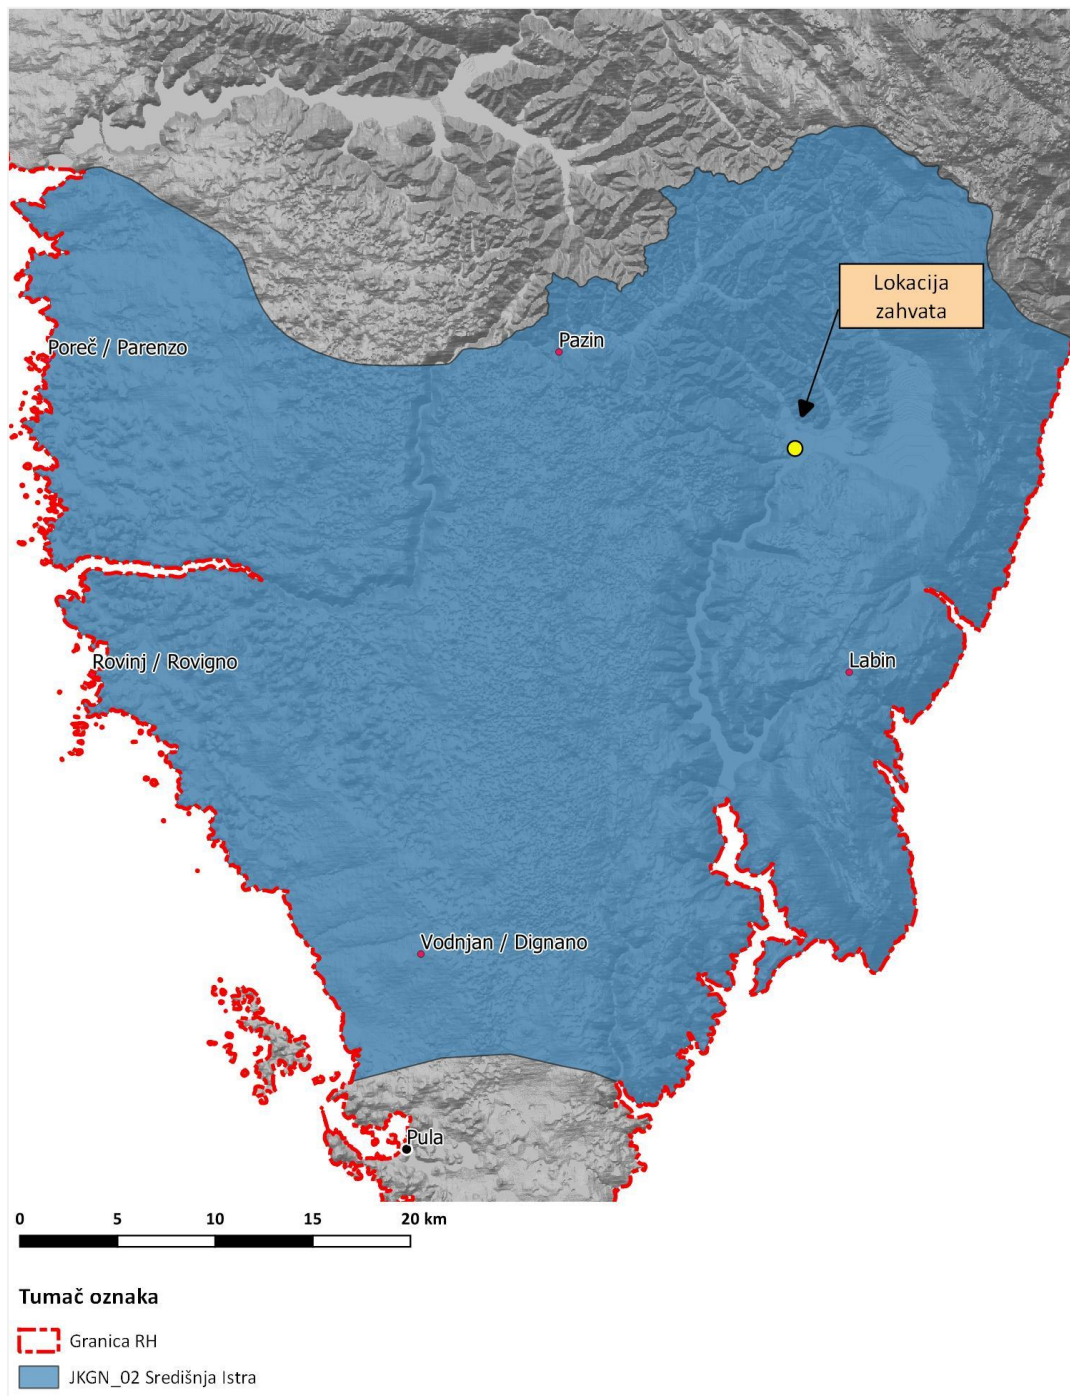 Lokacija
zahvata
Pazin
Poreč / Parenzo
Rovinj / Rovigno
Labin
Vodnjan / Dignano
Pula
0 5 10 15 20 km
Tumač oznaka
Granica RH
JKGN_02 Središnja Istra